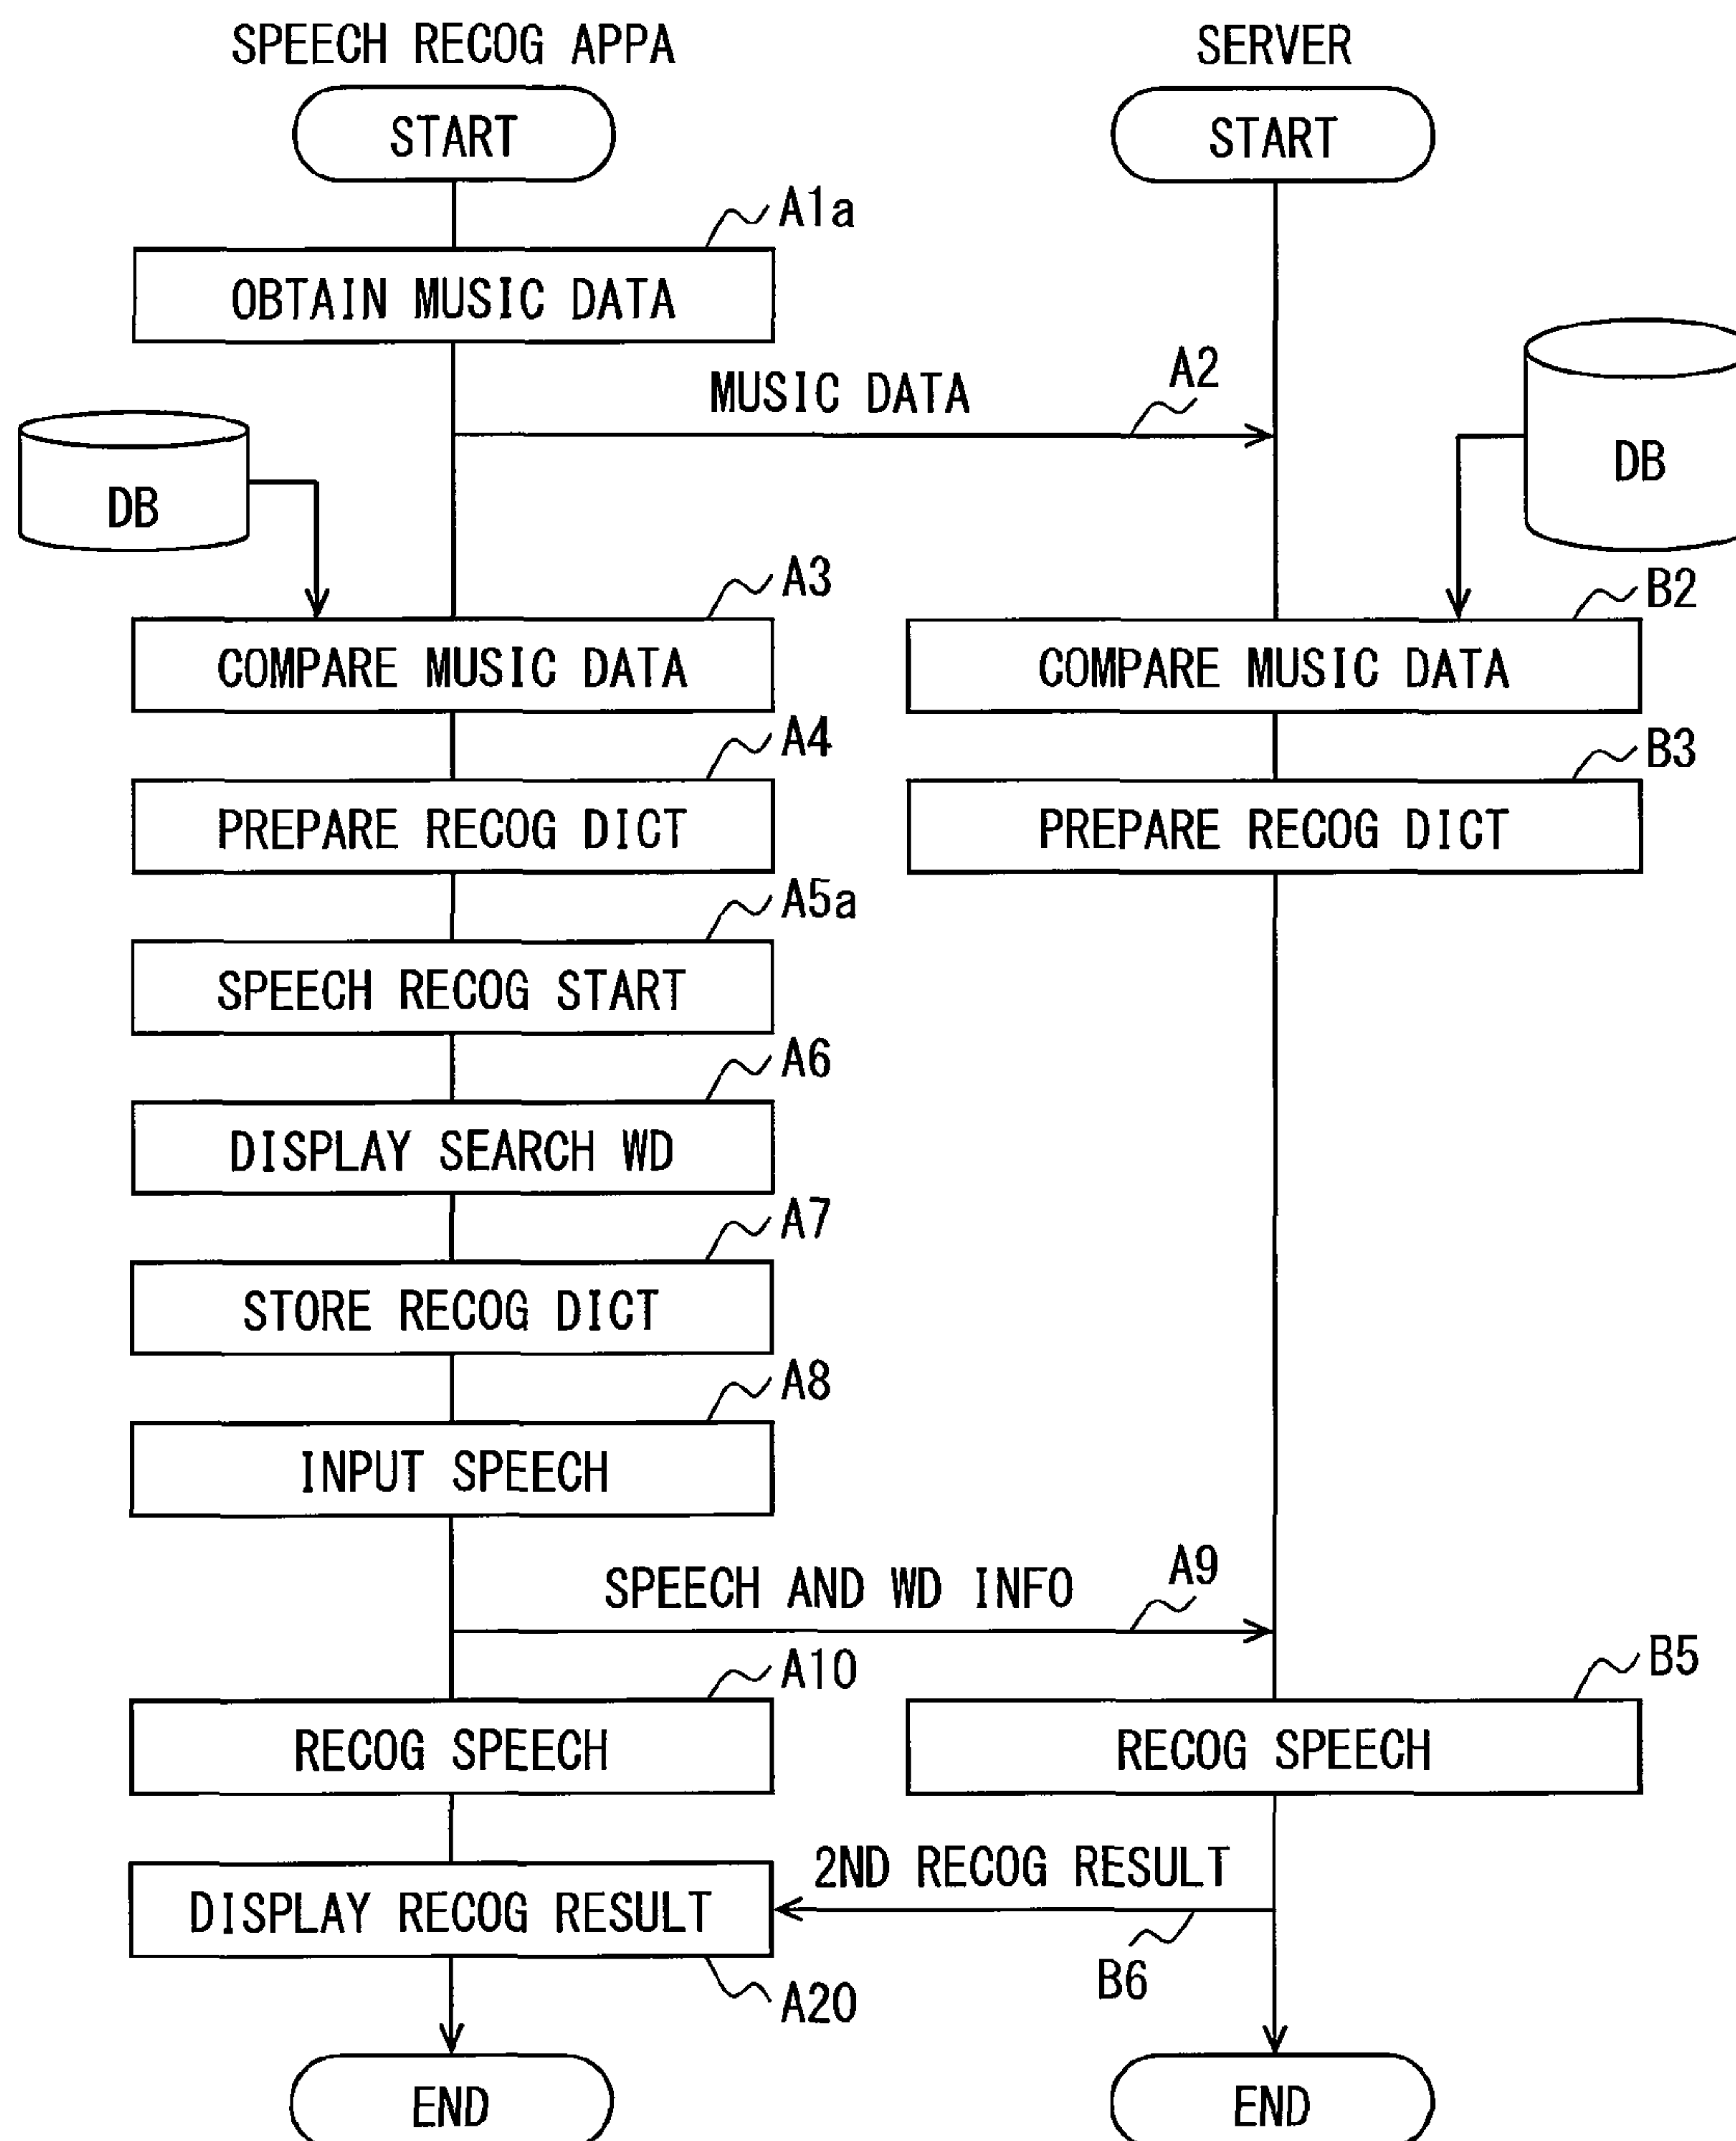 SPEECH RECOG APPA
SERVER
START
START
A1a
OBTAIN MUSIC DATA
MUSIC DATA
A2
DB
DB
A3
COMPARE MUSIC DATA
B2
COMPARE MUSIC DATA
A4
PREPARE RECOG DICT
B3
PREPARE RECOG DICT
A5a
SPEECH RECOG START
A6
DISPLAY SEARCH WD
A7
STORE RECOG DICT
A8
INPUT SPEECH
SPEECH AND WD INFO
A9
A10
RECOG SPEECH
B5
RECOG SPEECH
2ND RECOG RESULT
DISPLAY RECOG RESULT
B6
A20
END
END